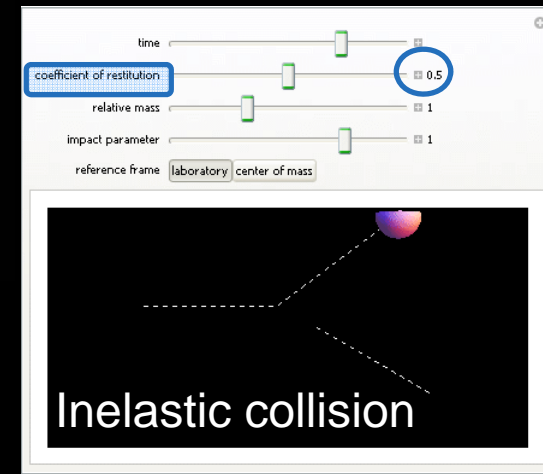 time
coefficient of restitution 0.5
relative mass 1
impact parameter 1
reference frame laboratory center of mass
Inelastic collision